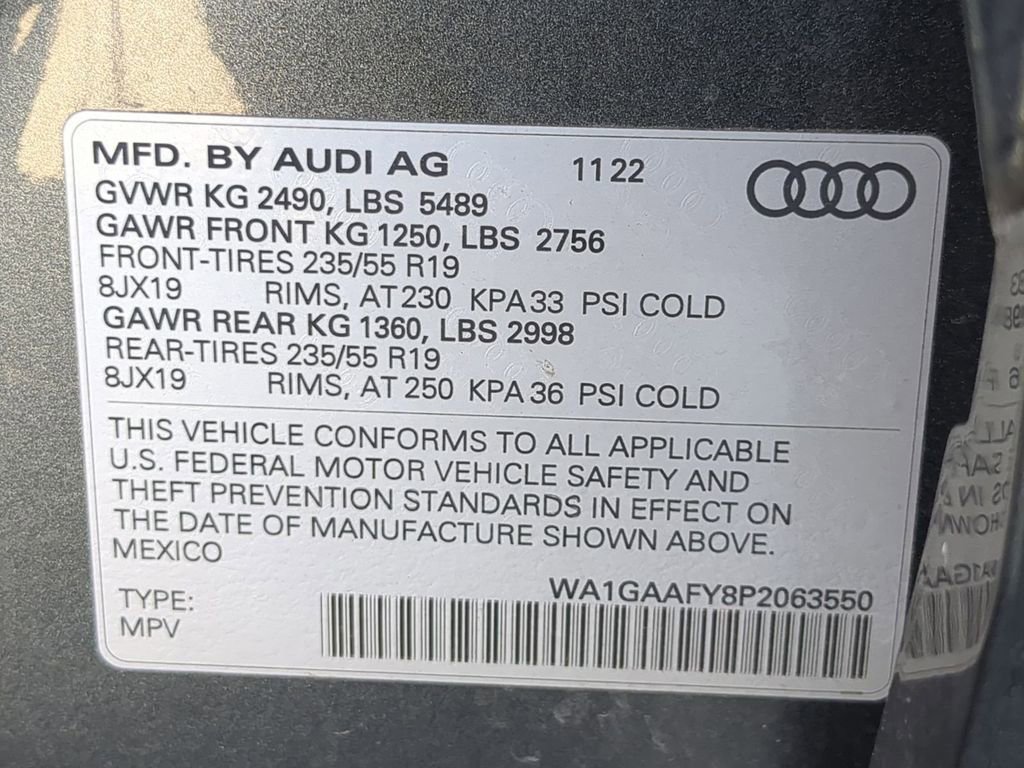 MFD. BY AUDI AG 11 22
GVWR KG 2490, LBS 5489
GAWR FRONT KG 1250, LBS 2756
FRONT-TIRES 235/55 R19
8JX19 RIMS, AT 230 KPA 33 PSI COLD
GAWR REAR KG 1360, LBS 2998
REAR-TIRES 235/55 R19
8JX19 RIMS, AT 250 KPA 36 PSI COLD
THIS VEHICLE CONFORMS TO ALL APPLICABLE
U.S. FEDERAL MOTOR VEHICLE SAFETY AND
THEFT PREVENTION STANDARDS IN EFFECT ON
THE DATE OF MANUFACTURE SHOWN ABOVE.
MEXICO
WA1GAAFY8P2063550
TYPE:
MPV